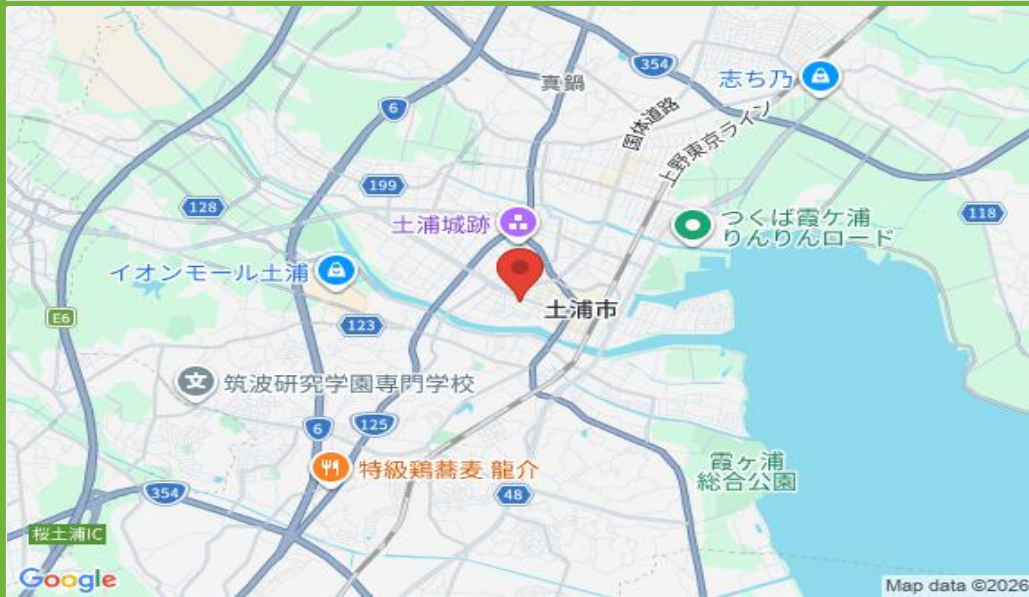 354
真鍋
志ち乃
6
国体道路
上野東京ライン
199
128
118
土浦城跡
つくば霞ケ浦
りんりんロード
イオンモール土浦
土浦市
E6
123
筑波研究学園専門学校
125
6
特級鶏蕎麦 龍介
霞ヶ浦
総合公園
354
48
桜土浦IC
Google
Map data ©2026